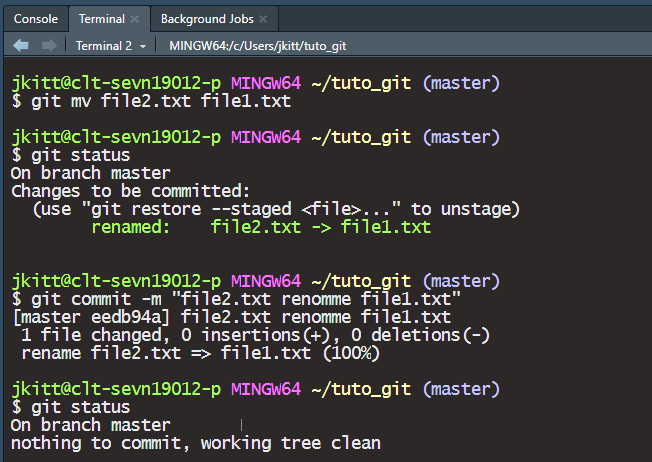 Console Terminal Background Jobs
Terminal 2 MINGW64:/c/Users/jkitt/tuto_git
jkitt@clt-sevn19012-p MINGW64 ~/tuto_git (master)
$ git mv file2.txt file1.txt
jkitt@clt-sevn19012-p MINGW64 ~/tuto_git (master)
$ git status
On branch master
Changes to be committed:
  (use "git restore --staged <file>..." to unstage)
        renamed:    file2.txt -> file1.txt
jkitt@clt-sevn19012-p MINGW64 ~/tuto_git (master)
$ git commit -m "file2.txt renomme file1.txt"
[master eedb94a] file2.txt renomme file1.txt
 1 file changed, 0 insertions(+), 0 deletions(-)
 rename file2.txt => file1.txt (100%)
jkitt@clt-sevn19012-p MINGW64 ~/tuto_git (master)
$ git status
On branch master
nothing to commit, working tree clean